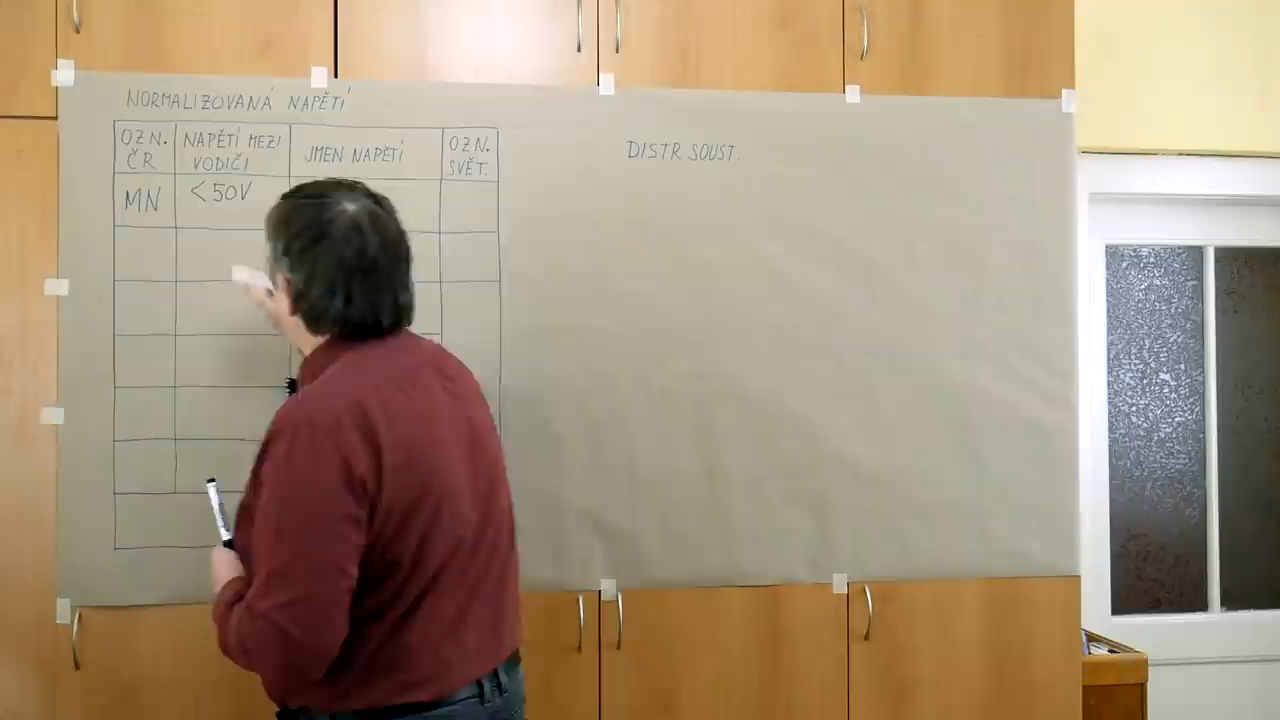 NORMALIZOVANÁ NAPĚTÍ
OZN.
ČR
NAPĚTÍ MEZI
VODIČI
JMEN NAPĚTÍ
OZN.
SVĚT.
MN
<50V
DISTR SOUST.